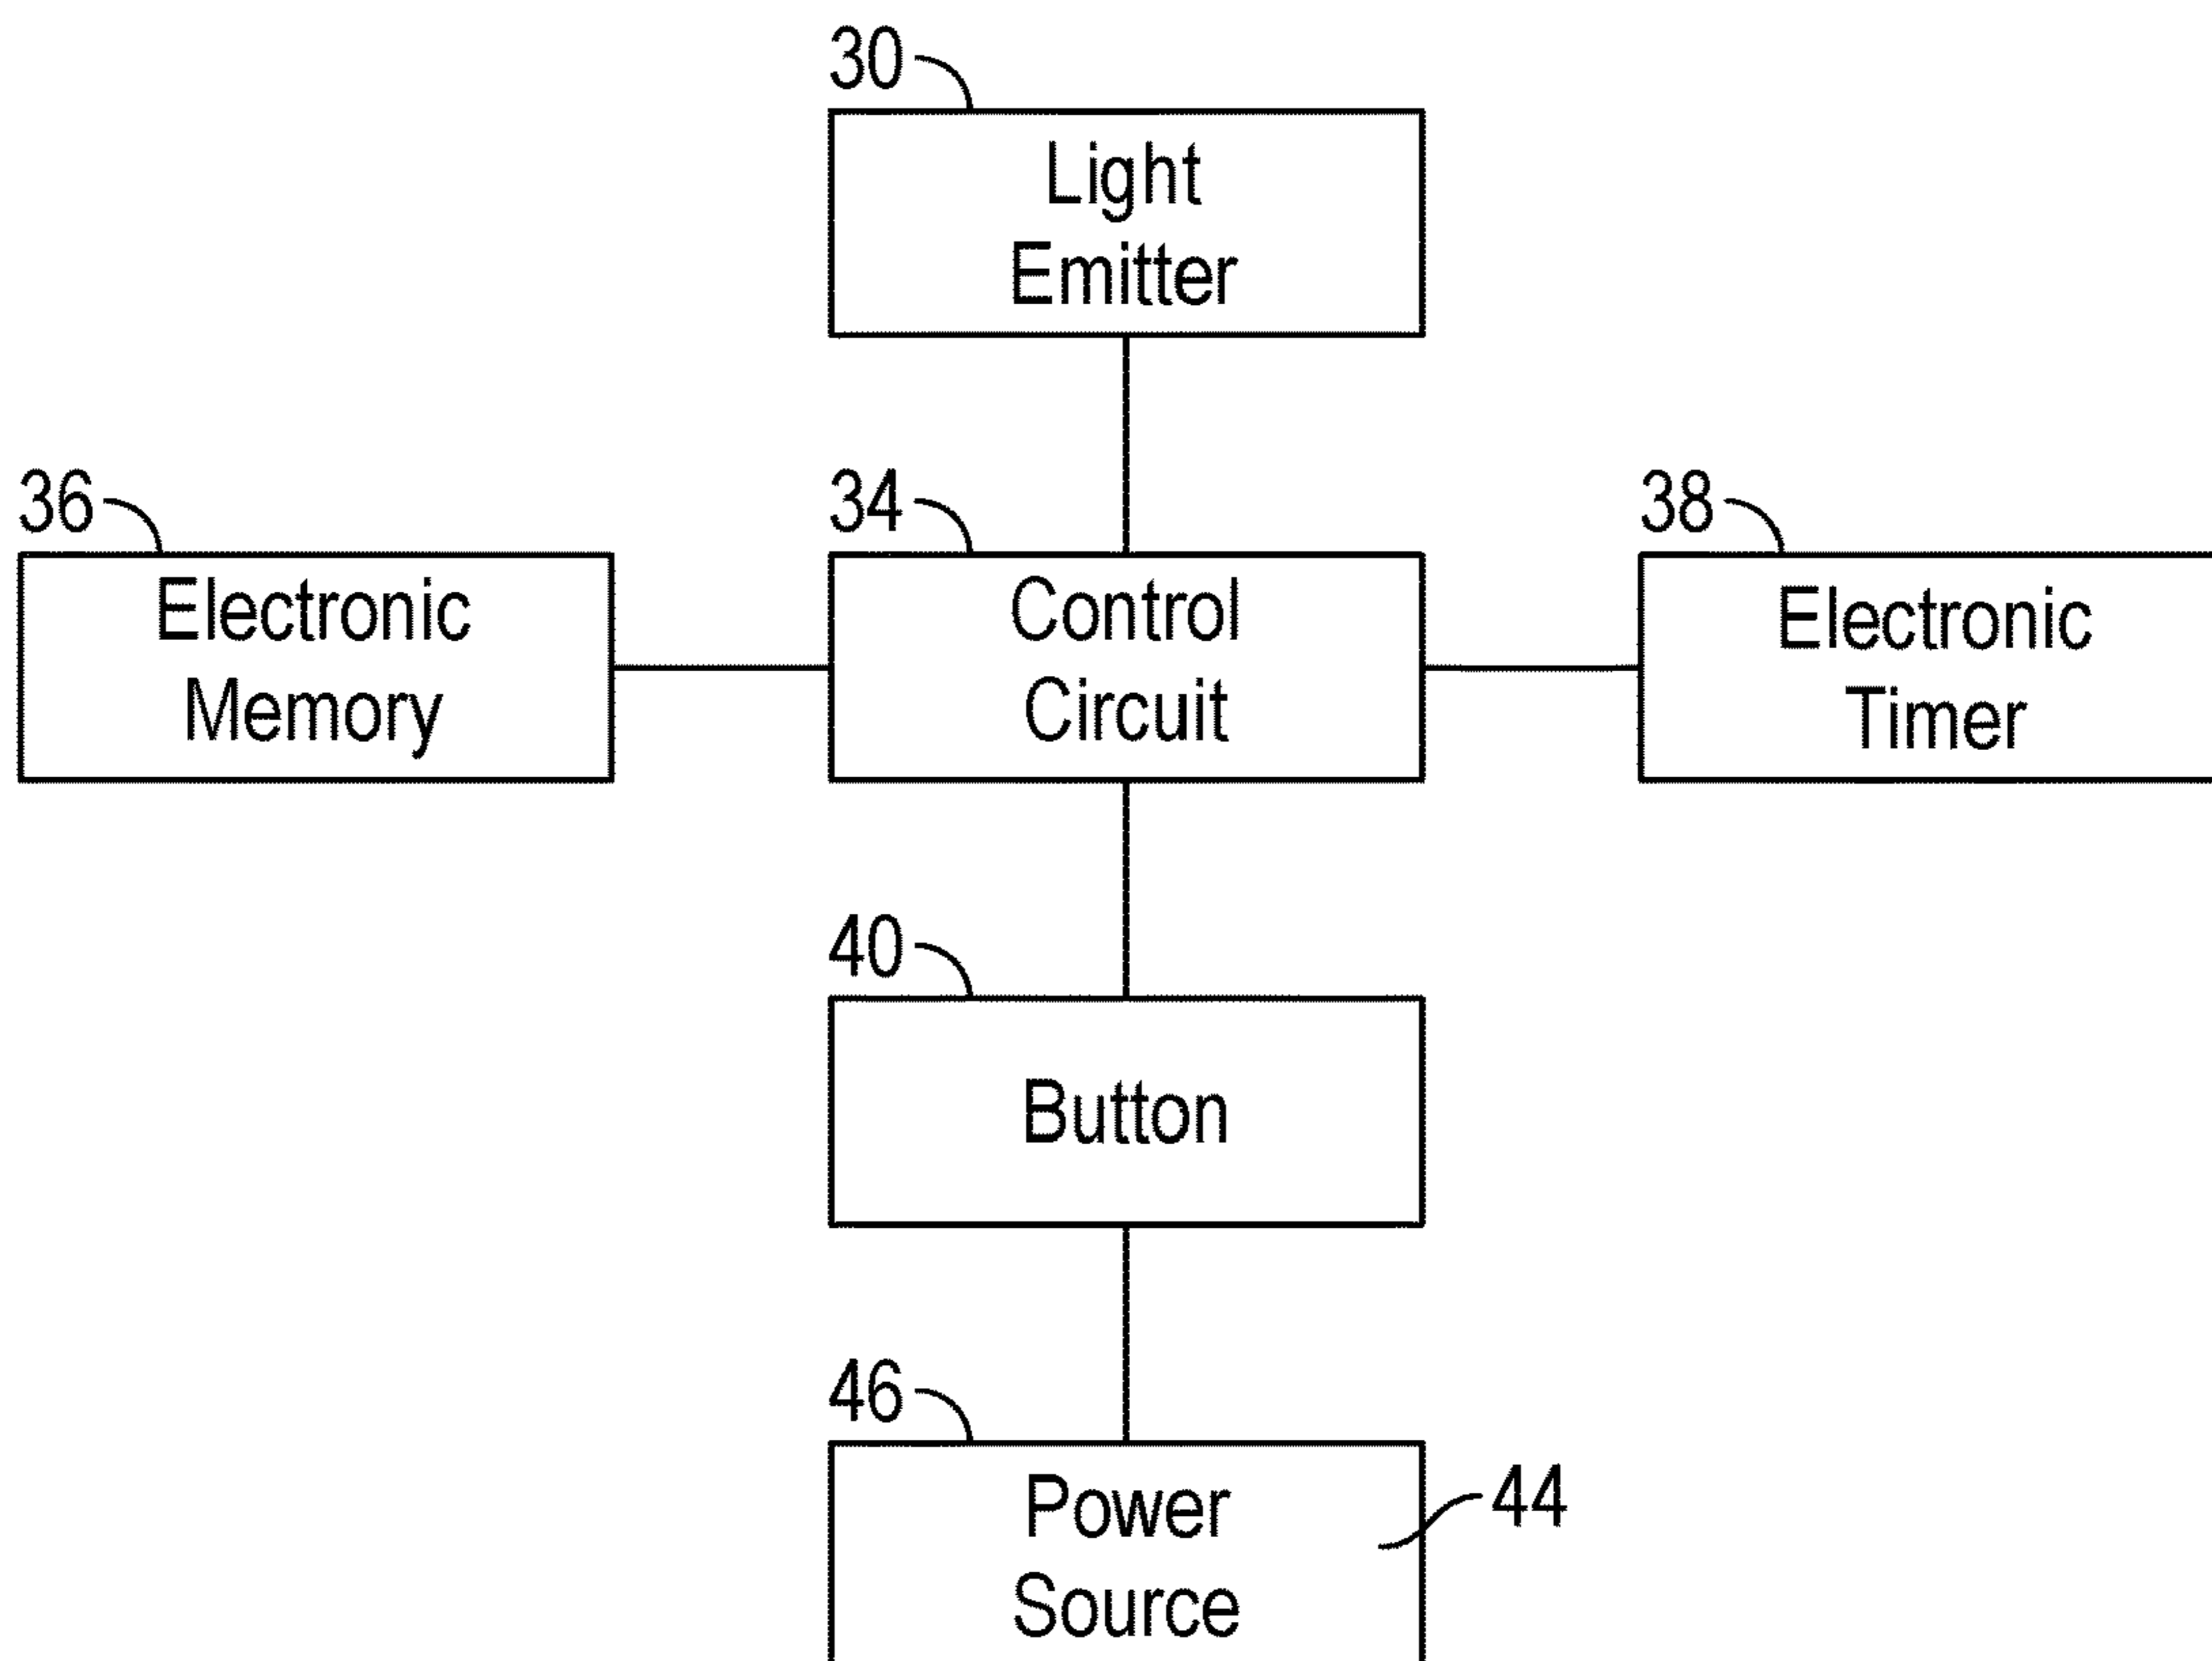 30
Light
Emitter
36
34
38
Electronic
Memory
Control
Circuit
Electronic
Timer
40
Button
46
Power
Source
44